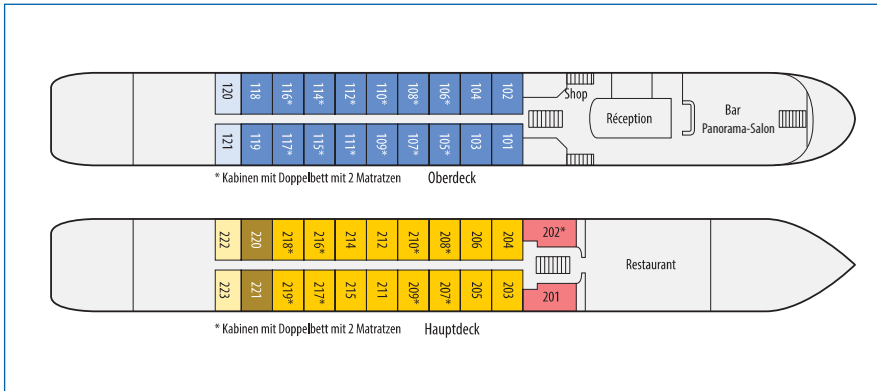 120 118 116* 114* 112* 110* 108* 106* 104 102
Shop
Réception
Bar
Panorama-Salon
121 119 117* 115* 111* 109* 107* 105* 103 101
* Kabinen mit Doppelbett mit 2 Matratzen Oberdeck
222 220 218* 216* 214 212 210* 208* 206 204 202*
Restaurant
223 221 219* 217* 215 211 209* 207* 205 203 201
* Kabinen mit Doppelbett mit 2 Matratzen Hauptdeck